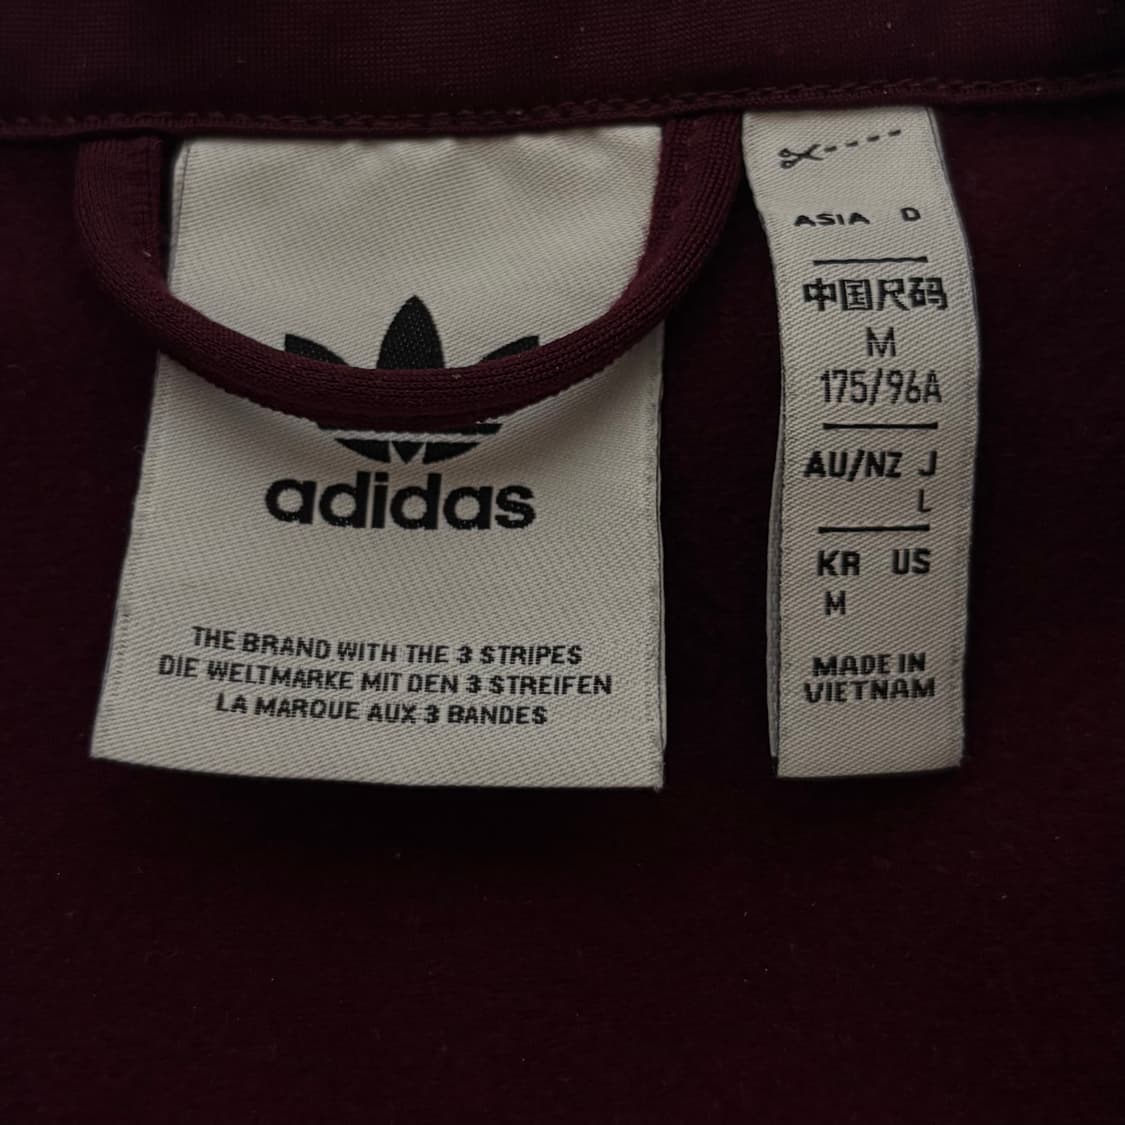 adidas
THE BRAND WITH THE 3 STRIPES
DIE WELTMARKE MIT DEN 3 STREIFEN
LA MARQUE AUX 3 BANDES
ASIA D
中国尺码
M
175/96A
AU/NZ J
L
KR US
M
MADE IN
VIETNAM